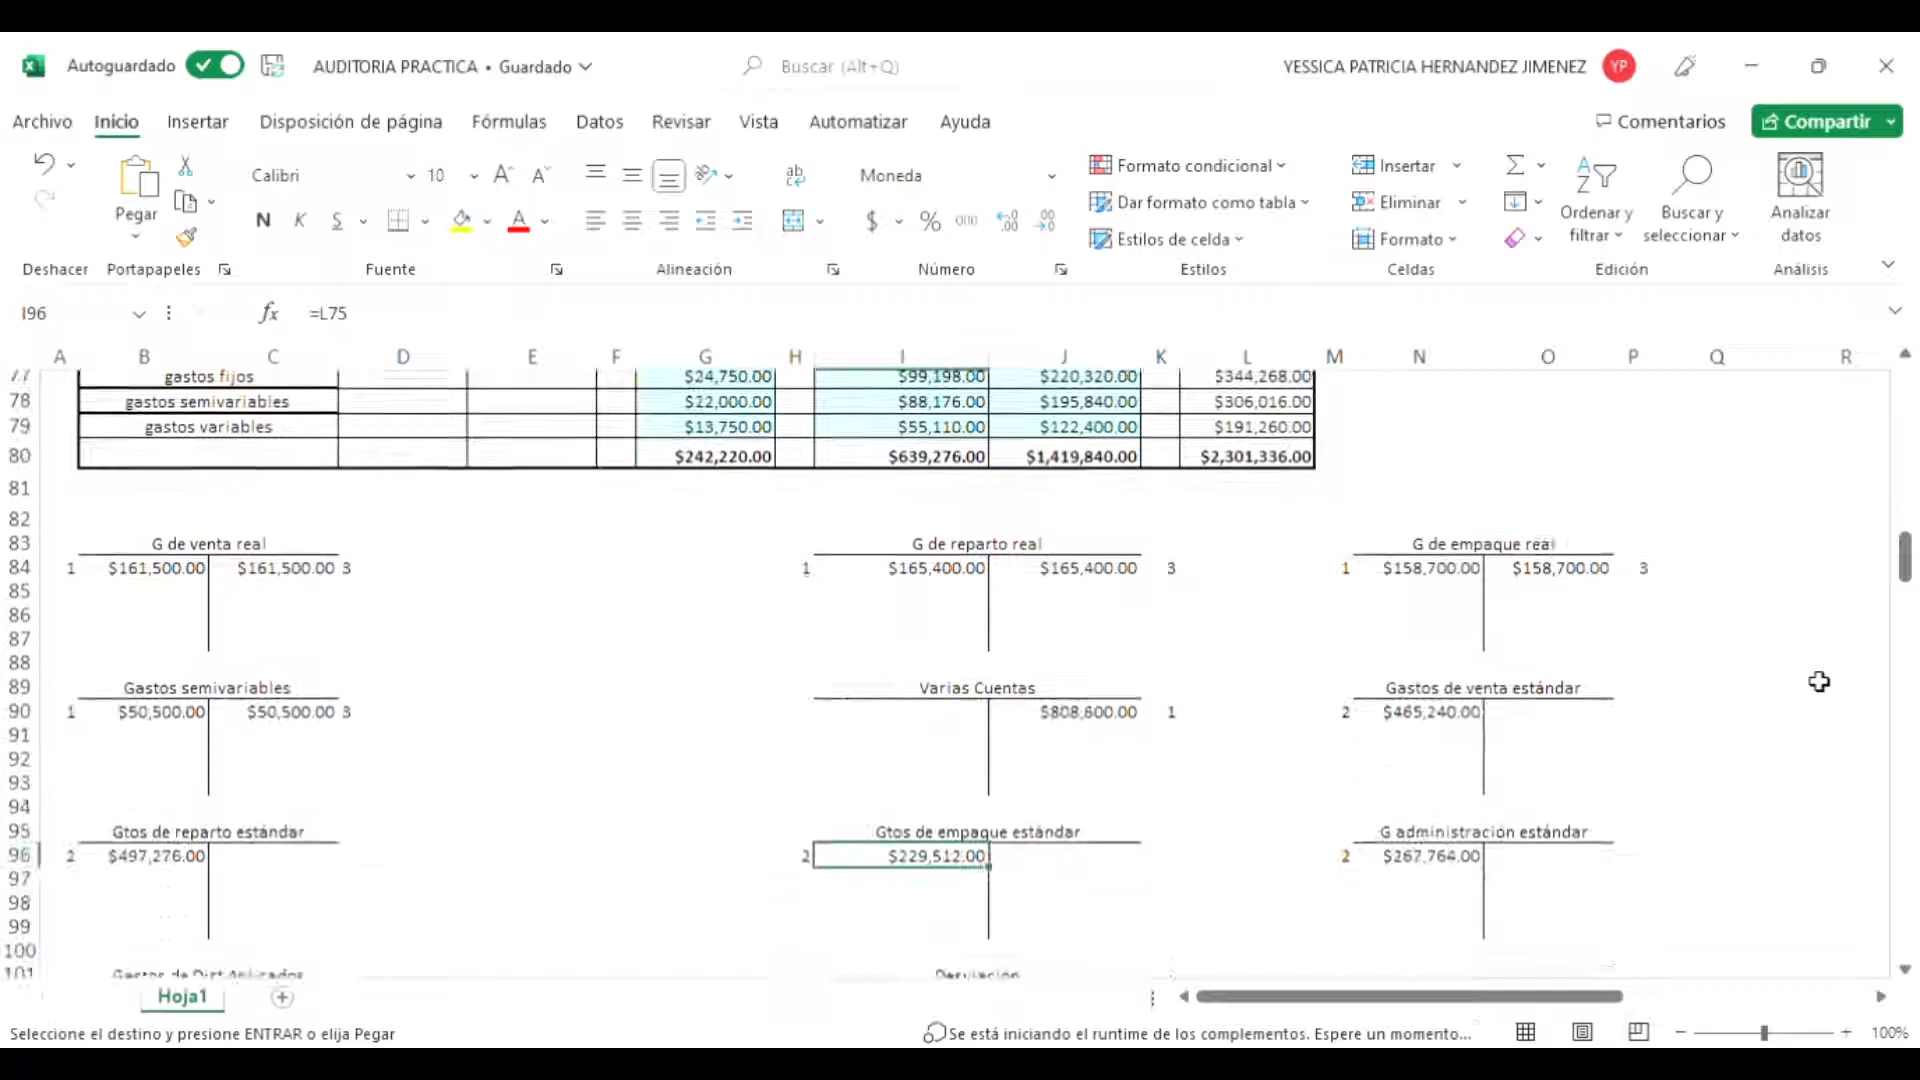 Autoguardado AUDITORIA PRACTICA • Guardado Buscar (Alt+Q) YESSICA PATRICIA HERNANDEZ JIMENEZ YP
Archivo Inicio Insertar Disposición de página Fórmulas Datos Revisar Vista Automatizar Ayuda Comentarios Compartir
Pegar
Calibri 10 Moneda
N K S $ % 000
Formato condicional
Dar formato como tabla
Estilos de celda
Insertar
Eliminar
Formato
Ordenar y filtrar
Buscar y seleccionar
Analizar datos
Deshacer Portapapeles Fuente Alineación Número Estilos Celdas Edición Análisis
I96 fx =L75
A B C D E F G H I J K L M N O P Q R
77 gastos fijos $24,750.00 $99,198.00 $220,320.00 $344,268.00
78 gastos semivariables $22,000.00 $88,176.00 $195,840.00 $306,016.00
79 gastos variables $13,750.00 $55,110.00 $122,400.00 $191,260.00
80 $242,220.00 $639,276.00 $1,419,840.00 $2,301,336.00
81
82
83 G de venta real G de reparto real G de empaque real
84 1 $161,500.00 $161,500.00 3 1 $165,400.00 $165,400.00 3 1 $158,700.00 $158,700.00 3
85
86
87
88
89 Gastos semivariables Varias Cuentas Gastos de venta estándar
90 1 $50,500.00 $50,500.00 3 $808,600.00 1 2 $465,240.00
91
92
93
94
95 Gtos de reparto estándar Gtos de empaque estándar G administración estándar
96 2 $497,276.00 2 $229,512.00 2 $267,764.00
97
98
99
100
101 Gastos de Dist Aplicados Desviación
Hoja1
Seleccione el destino y presione ENTRAR o elija Pegar Se está iniciando el runtime de los complementos. Espere un momento... 100%